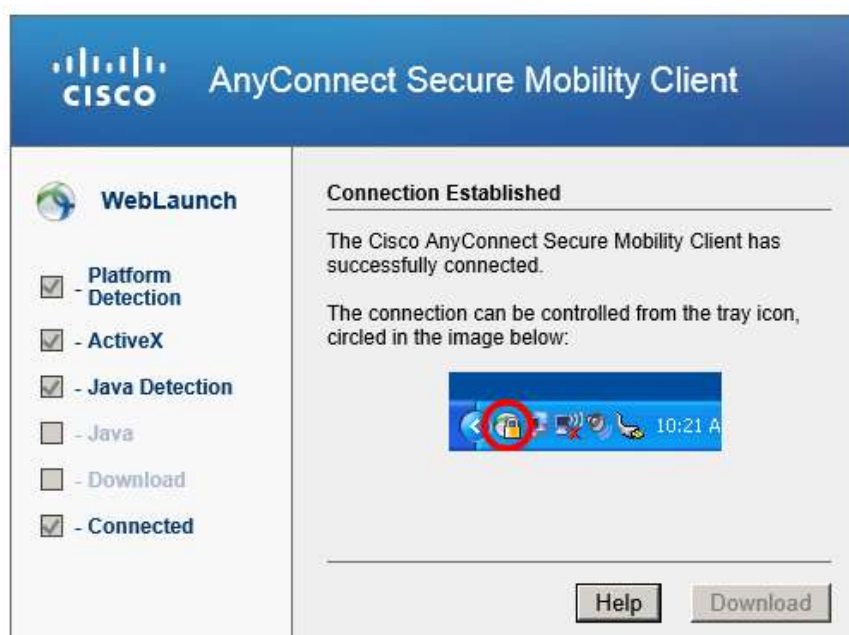 CISCO
AnyConnect Secure Mobility Client
WebLaunch
- Platform
Detection
- ActiveX
- Java Detection
- Java
- Download
- Connected
Connection Established
The Cisco AnyConnect Secure Mobility Client has
successfully connected.
The connection can be controlled from the tray icon,
circled in the image below:
10:21 A
Help
Download